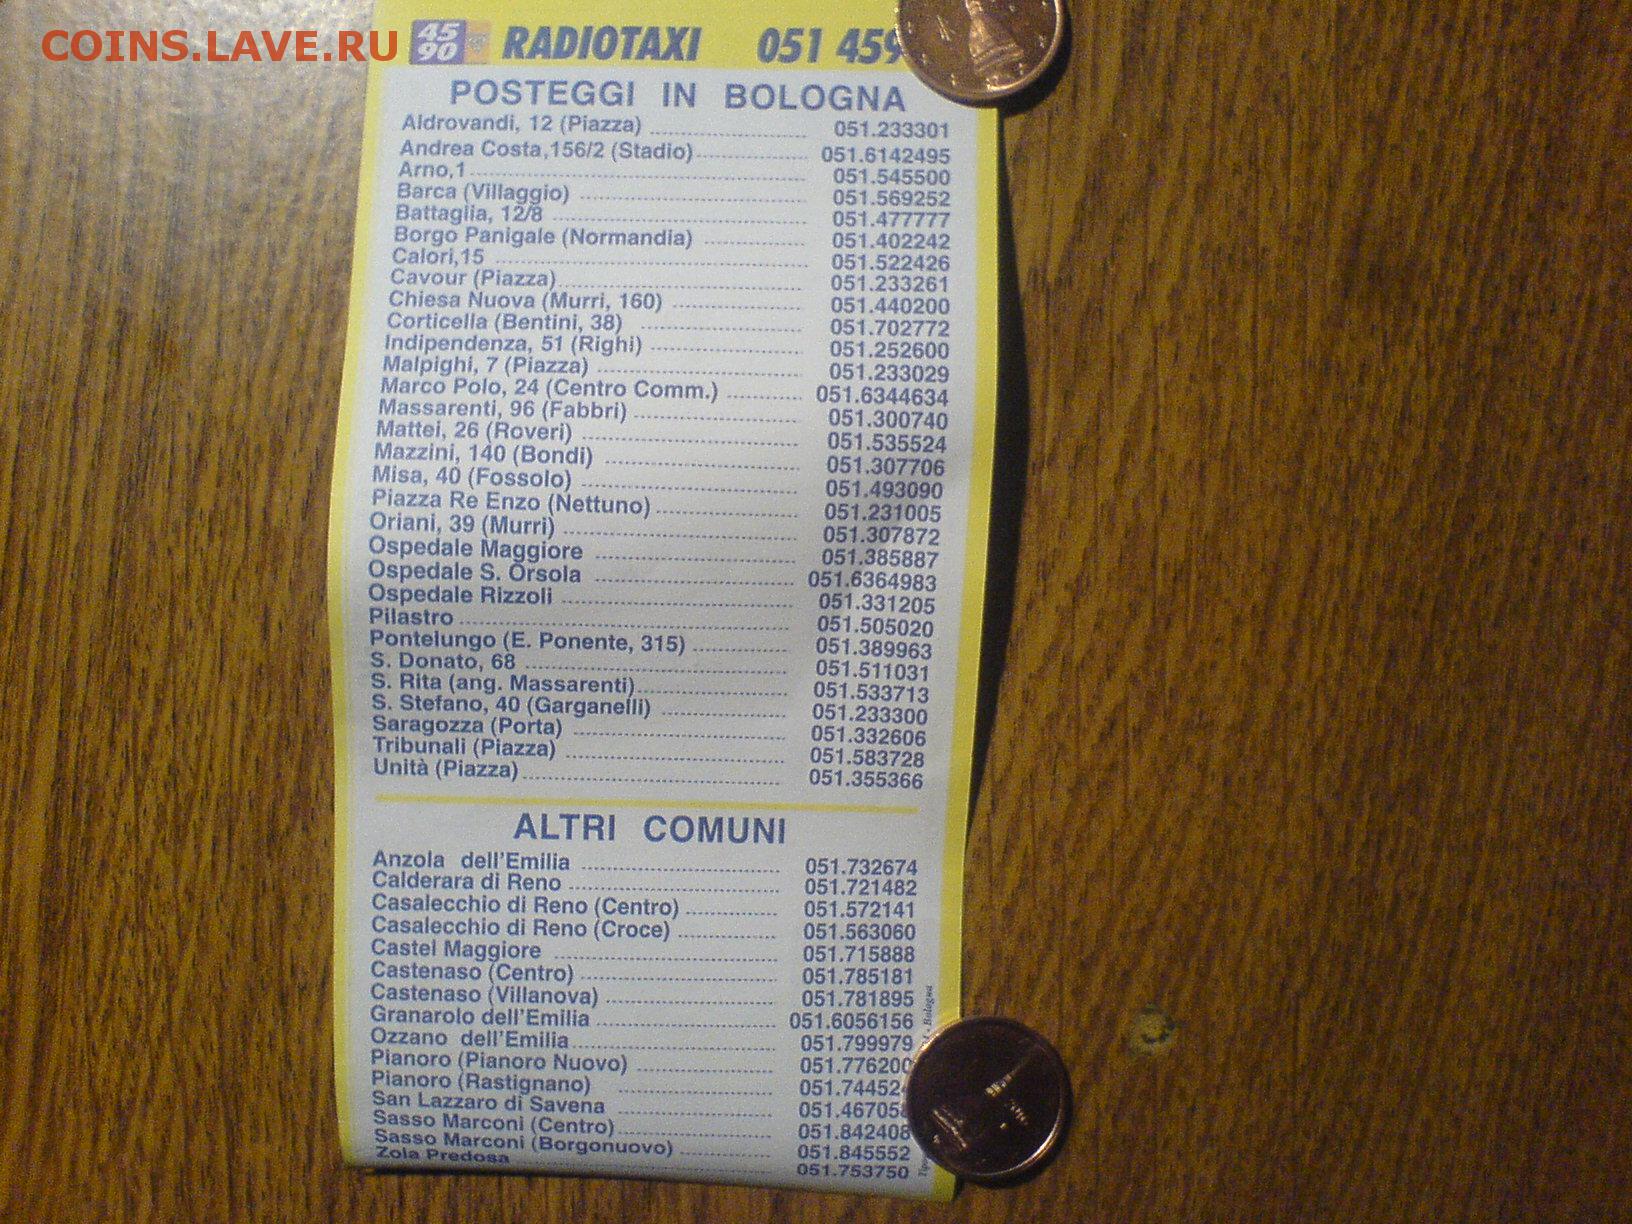 COINS.LAVE.RU
45 90 RADIOTAXI 051 459
POSTEGGI IN BOLOGNA
Aldrovandi, 12 (Piazza) 051.233301
Andrea Costa,156/2 (Stadio) 051.6142495
Arno,1 051.545500
Barca (Villaggio) 051.569252
Battaglia, 12/8 051.477777
Borgo Panigale (Normandia) 051.402242
Calori,15 051.522426
Cavour (Piazza) 051.233261
Chiesa Nuova (Murri, 160) 051.440200
Corticella (Bentini, 38) 051.702772
Indipendenza, 51 (Righi) 051.252600
Malpighi, 7 (Piazza) 051.233029
Marco Polo, 24 (Centro Comm.) 051.6344634
Massarenti, 96 (Fabbri) 051.300740
Mattei, 26 (Roveri) 051.535524
Mazzini, 140 (Bondi) 051.307706
Misa, 40 (Fossolo) 051.493090
Piazza Re Enzo (Nettuno) 051.231005
Oriani, 39 (Murri) 051.307872
Ospedale Maggiore 051.385887
Ospedale S. Orsola 051.6364983
Ospedale Rizzoli 051.331205
Pilastro 051.505020
Pontelungo (E. Ponente, 315) 051.389963
S. Donato, 68 051.511031
S. Rita (ang. Massarenti) 051.533713
S. Stefano, 40 (Garganelli) 051.233300
Saragozza (Porta) 051.332606
Tribunali (Piazza) 051.583728
Unità (Piazza) 051.355366
ALTRI COMUNI
Anzola dell'Emilia 051.732674
Calderara di Reno 051.721482
Casalecchio di Reno (Centro) 051.572141
Casalecchio di Reno (Croce) 051.563060
Castel Maggiore 051.715888
Castenaso (Centro) 051.785181
Castenaso (Villanova) 051.781895
Granarolo dell'Emilia 051.6056156
Ozzano dell'Emilia 051.799979
Pianoro (Pianoro Nuovo) 051.776200
Pianoro (Rastignano) 051.74452
San Lazzaro di Savena 051.46705
Sasso Marconi (Centro) 051.842408
Sasso Marconi (Borgonuovo) 051.845552
Zola Predosa 051.753750
Bologna